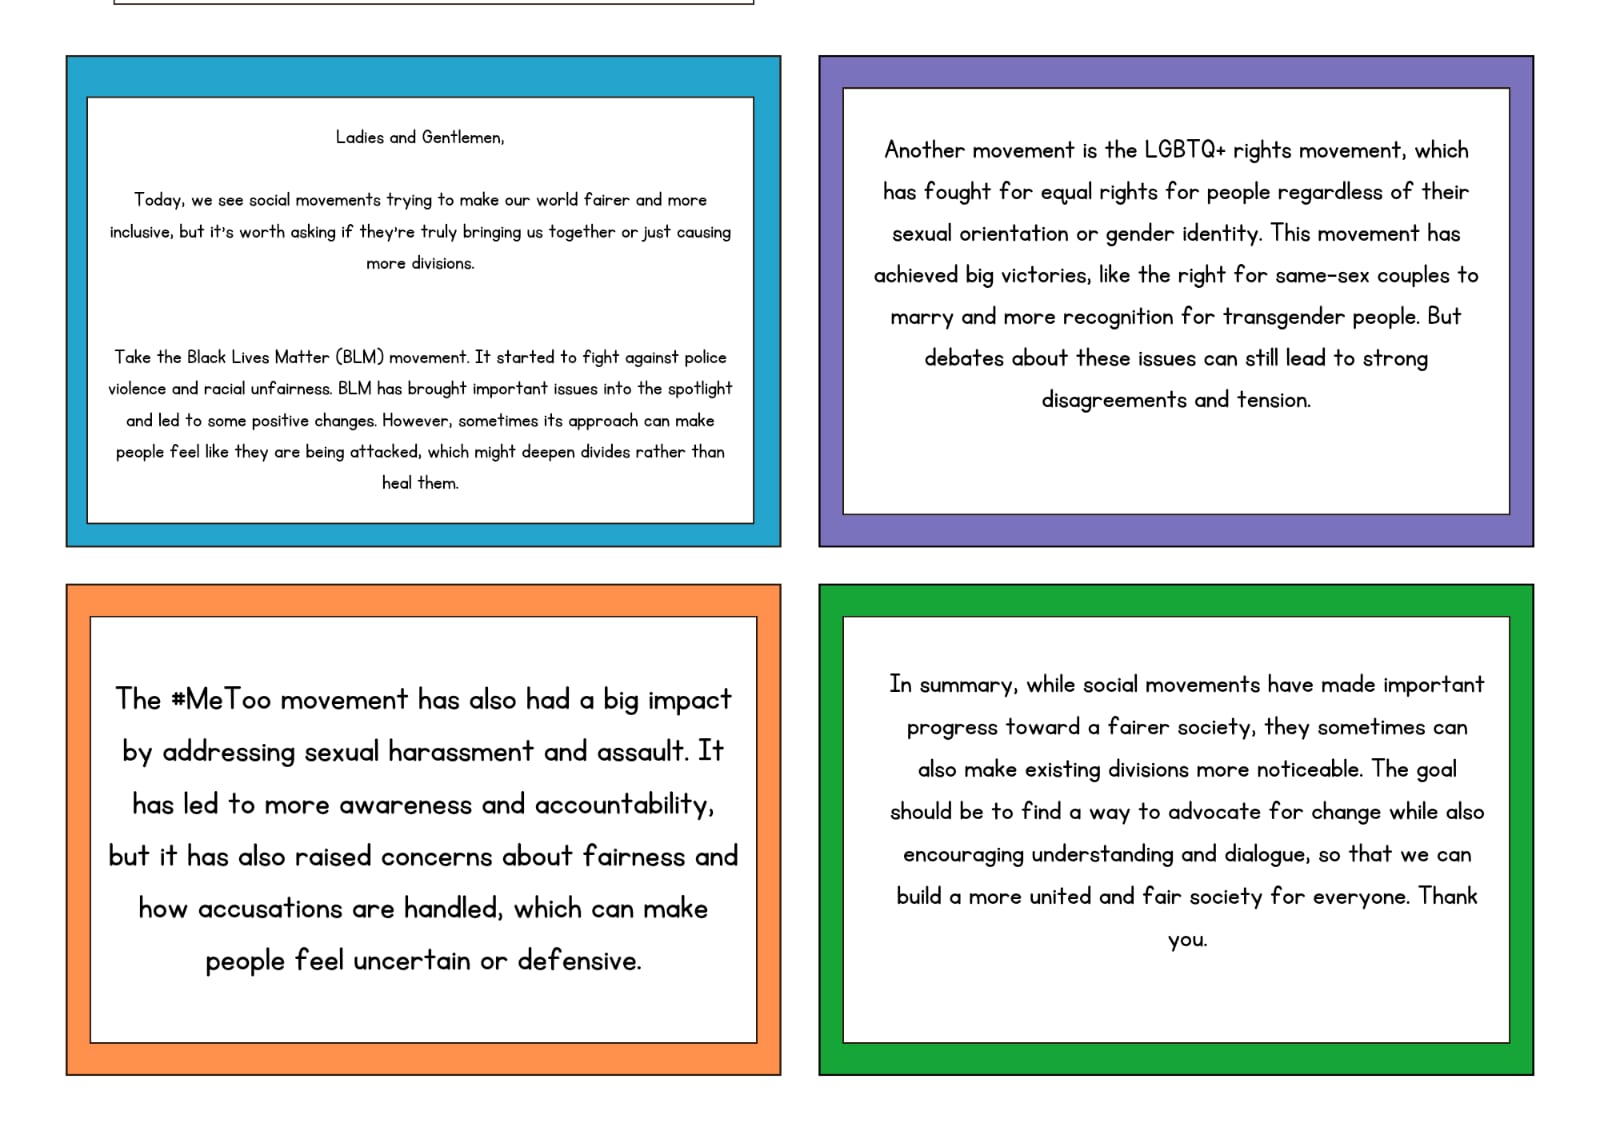 Ladies and Gentlemen,
Today, we see social movements trying to make our world fairer and more
inclusive, but it's worth asking if they're truly bringing us together or just causing
more divisions.
Take the Black Lives Matter (BLM) movement. It started to fight against police
violence and racial unfairness. BLM has brought important issues into the spotlight
and led to some positive changes. However, sometimes its approach can make
people feel like they are being attacked, which might deepen divides rather than
heal them.
Another movement is the LGBTQ+ rights movement, which
has fought for equal rights for people regardless of their
sexual orientation or gender identity. This movement has
achieved big victories, like the right for same-sex couples to
marry and more recognition for transgender people. But
debates about these issues can still lead to strong
disagreements and tension.
The #MeToo movement has also had a big impact
by addressing sexual harassment and assault. It
has led to more awareness and accountability,
but it has also raised concerns about fairness and
how accusations are handled, which can make
people feel uncertain or defensive.
In summary, while social movements have made important
progress toward a fairer society, they sometimes can
also make existing divisions more noticeable. The goal
should be to find a way to advocate for change while also
encouraging understanding and dialogue, so that we can
build a more united and fair society for everyone. Thank
you.